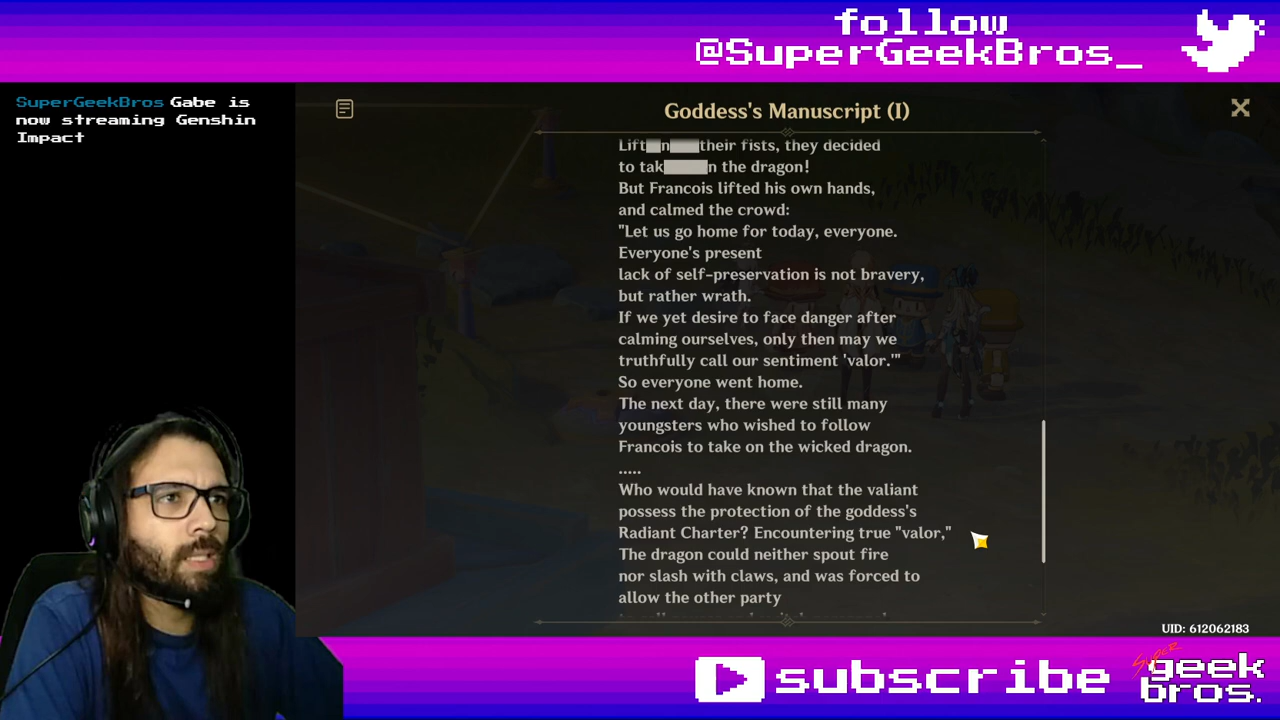 follow
@SuperGeekBros_
SuperGeekBros Gabe is
now streaming Genshin
Impact
Goddess's Manuscript (I)
Lift n their fists, they decided
to tak n the dragon!
But Francois lifted his own hands,
and calmed the crowd:
"Let us go home for today, everyone.
Everyone's present
lack of self-preservation is not bravery,
but rather wrath.
If we yet desire to face danger after
calming ourselves, only then may we
truthfully call our sentiment 'valor.'"
So everyone went home.
The next day, there were still many
youngsters who wished to follow
Francois to take on the wicked dragon.
.....
Who would have known that the valiant
possess the protection of the goddess's
Radiant Charter? Encountering true "valor,"
The dragon could neither spout fire
nor slash with claws, and was forced to
allow the other party
UID: 612062183
subscribe
Super
geek
bros.